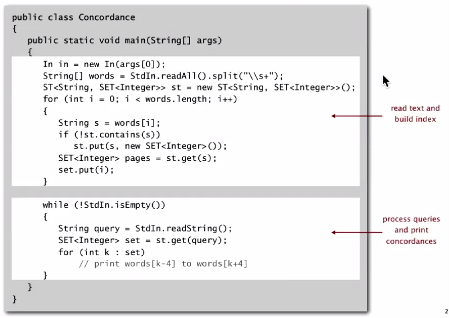 public class Concordance
{
public static void main(String[] args)
{
In in = new In(args[0]);
String[] words = StdIn.readAll().split("\\s+");
ST<String, SET<Integer>> st = new ST<String, SET<Integer>>();
for (int i = 0; i < words.length; i++)
{
String s = words[i];
if (!st.contains(s))
st.put(s, new SET<Integer>());
SET<Integer> pages = st.get(s);
set.put(i);
}
read text and
build index
while (!StdIn.isEmpty())
{
String query = StdIn.readString();
SET<Integer> set = st.get(query);
for (int k : set)
// print words[k-4] to words[k+4]
}
process queries
and print
concordances
}
}
2